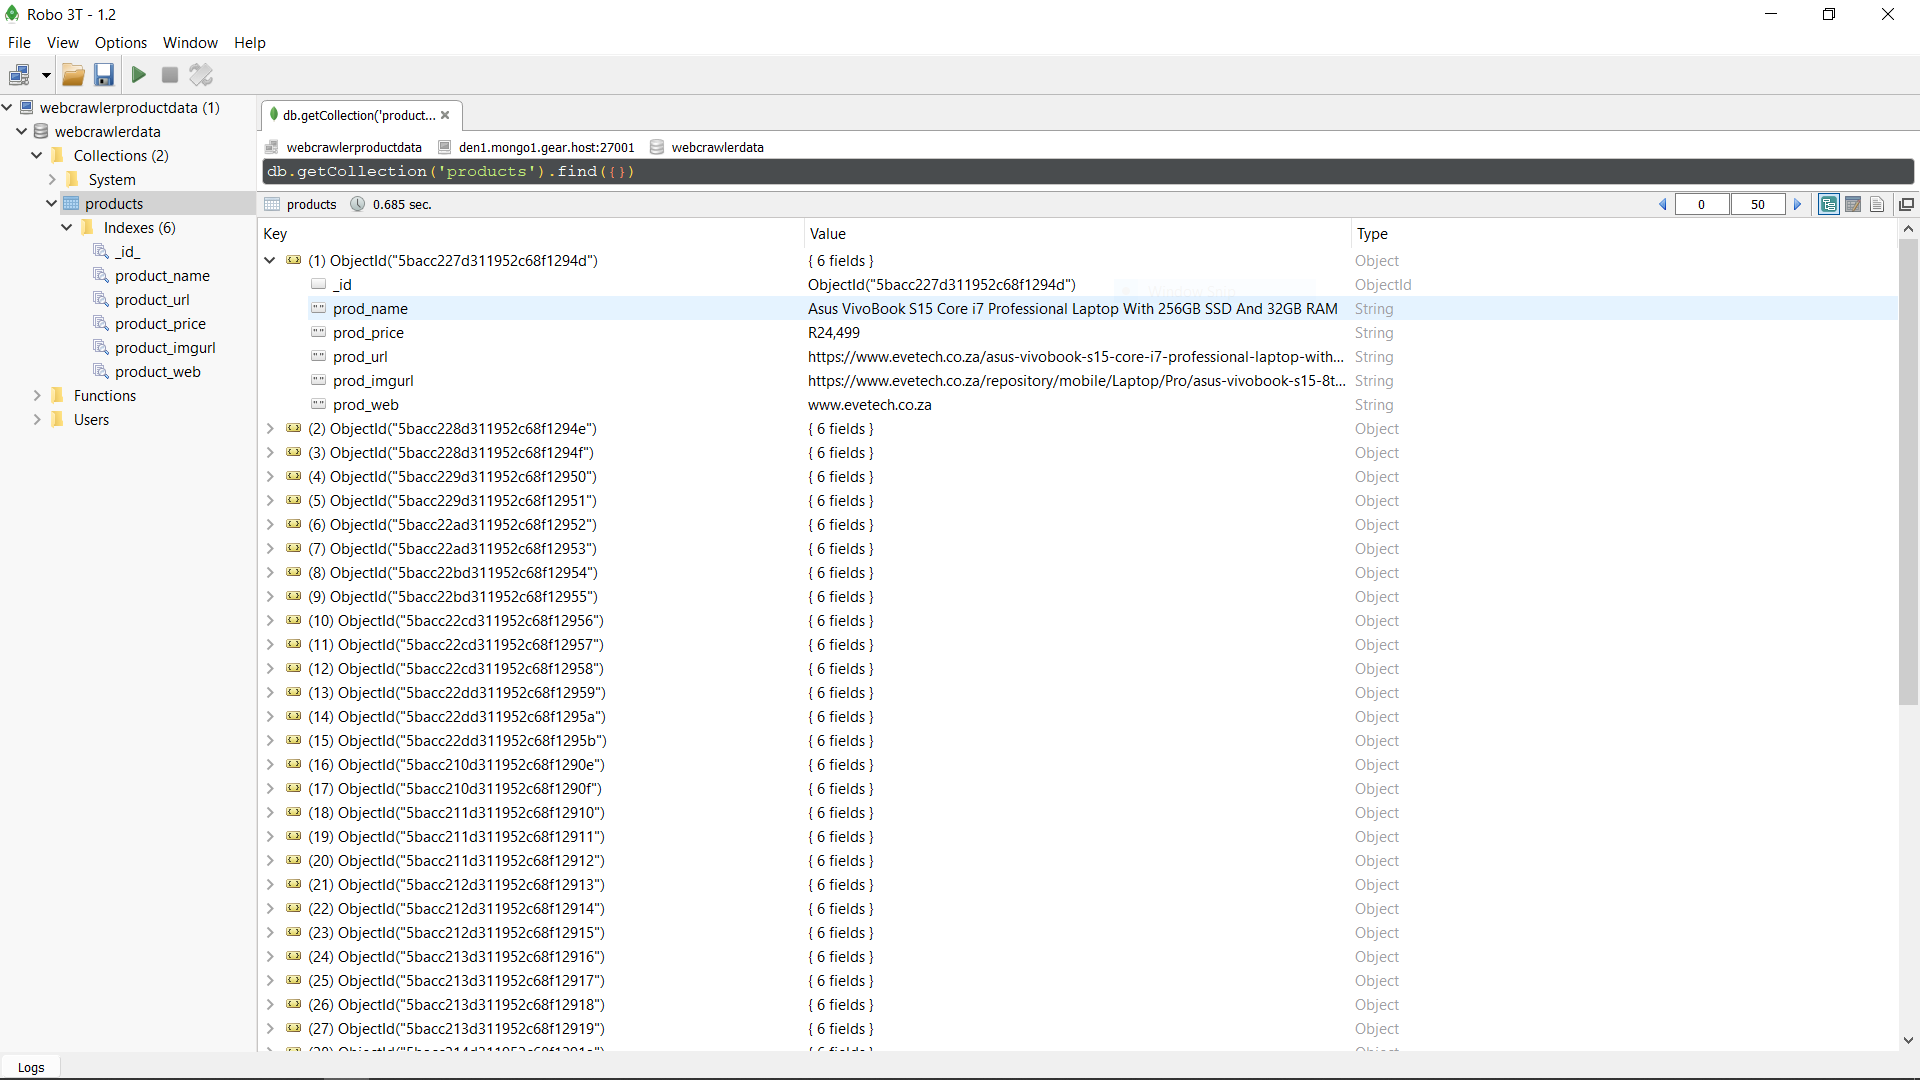 Robo 3T - 1.2
File View Options Window Help
webcrawlerproductdata (1)
webcrawlerdata
Collections (2)
System
products
Indexes (6)
_id_
product_name
product_url
product_price
product_imgurl
product_web
Functions
Users
db.getCollection('product...
webcrawlerproductdata den1.mongo1.gear.host:27001 webcrawlerdata
db.getCollection('products').find({})
products 0.685 sec. 0 50
Key Value Type
(1) ObjectId("5bacc227d311952c68f1294d") { 6 fields } Object
_id ObjectId("5bacc227d311952c68f1294d") ObjectId
prod_name Asus VivoBook S15 Core i7 Professional Laptop With 256GB SSD And 32GB RAM String
prod_price R24,499 String
prod_url https://www.evetech.co.za/asus-vivobook-s15-core-i7-professional-laptop-with... String
prod_imgurl https://www.evetech.co.za/repository/mobile/Laptop/Pro/asus-vivobook-s15-8t... String
prod_web www.evetech.co.za String
(2) ObjectId("5bacc228d311952c68f1294e") { 6 fields } Object
(3) ObjectId("5bacc228d311952c68f1294f") { 6 fields } Object
(4) ObjectId("5bacc229d311952c68f12950") { 6 fields } Object
(5) ObjectId("5bacc229d311952c68f12951") { 6 fields } Object
(6) ObjectId("5bacc22ad311952c68f12952") { 6 fields } Object
(7) ObjectId("5bacc22ad311952c68f12953") { 6 fields } Object
(8) ObjectId("5bacc22bd311952c68f12954") { 6 fields } Object
(9) ObjectId("5bacc22bd311952c68f12955") { 6 fields } Object
(10) ObjectId("5bacc22cd311952c68f12956") { 6 fields } Object
(11) ObjectId("5bacc22cd311952c68f12957") { 6 fields } Object
(12) ObjectId("5bacc22cd311952c68f12958") { 6 fields } Object
(13) ObjectId("5bacc22dd311952c68f12959") { 6 fields } Object
(14) ObjectId("5bacc22dd311952c68f1295a") { 6 fields } Object
(15) ObjectId("5bacc22dd311952c68f1295b") { 6 fields } Object
(16) ObjectId("5bacc210d311952c68f1290e") { 6 fields } Object
(17) ObjectId("5bacc210d311952c68f1290f") { 6 fields } Object
(18) ObjectId("5bacc211d311952c68f12910") { 6 fields } Object
(19) ObjectId("5bacc211d311952c68f12911") { 6 fields } Object
(20) ObjectId("5bacc211d311952c68f12912") { 6 fields } Object
(21) ObjectId("5bacc212d311952c68f12913") { 6 fields } Object
(22) ObjectId("5bacc212d311952c68f12914") { 6 fields } Object
(23) ObjectId("5bacc212d311952c68f12915") { 6 fields } Object
(24) ObjectId("5bacc213d311952c68f12916") { 6 fields } Object
(25) ObjectId("5bacc213d311952c68f12917") { 6 fields } Object
(26) ObjectId("5bacc213d311952c68f12918") { 6 fields } Object
(27) ObjectId("5bacc213d311952c68f12919") { 6 fields } Object
Logs